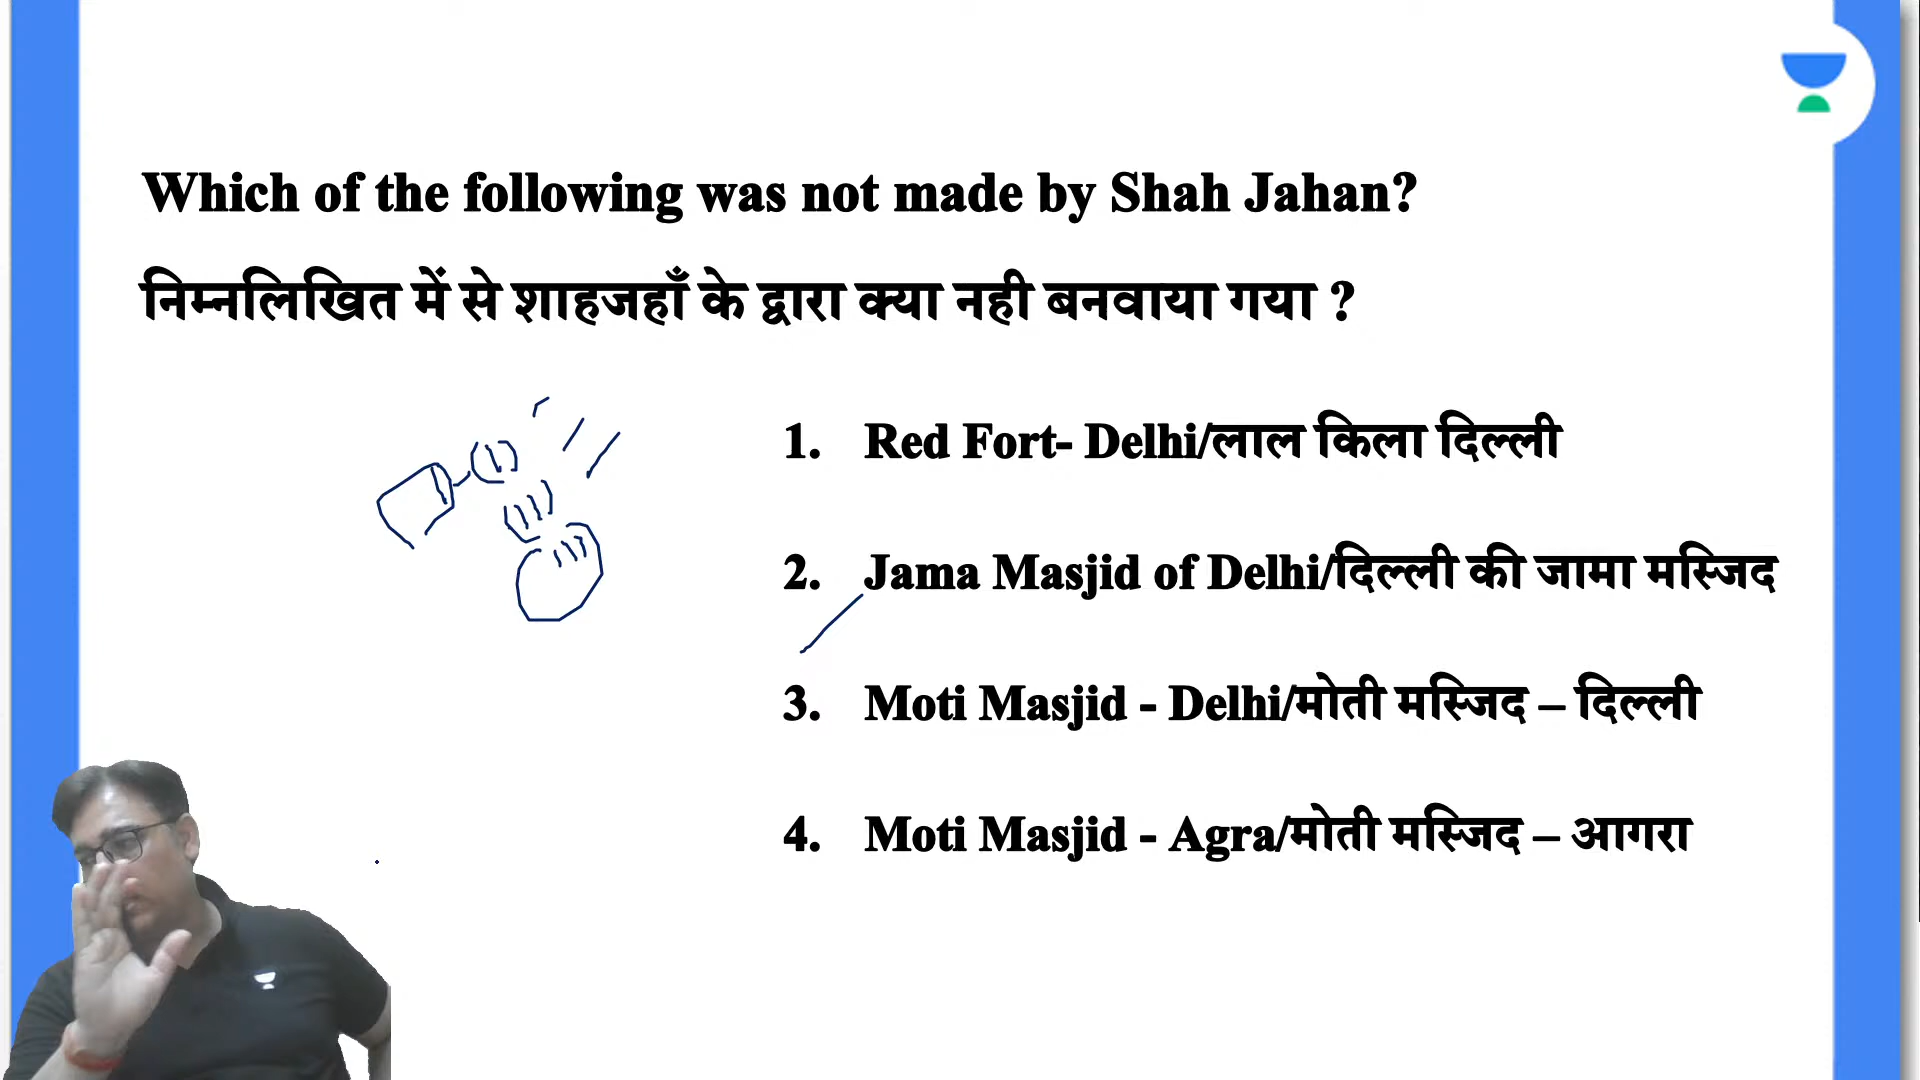 Which of the following was not made by Shah Jahan?
निम्नलिखित में से शाहजहाँ के द्वारा क्या नही बनवाया गया ?
1. Red Fort- Delhi/लाल किला दिल्ली
2. Jama Masjid of Delhi/दिल्ली की जामा मस्जिद
3. Moti Masjid - Delhi/मोती मस्जिद – दिल्ली
4. Moti Masjid - Agra/मोती मस्जिद – आगरा